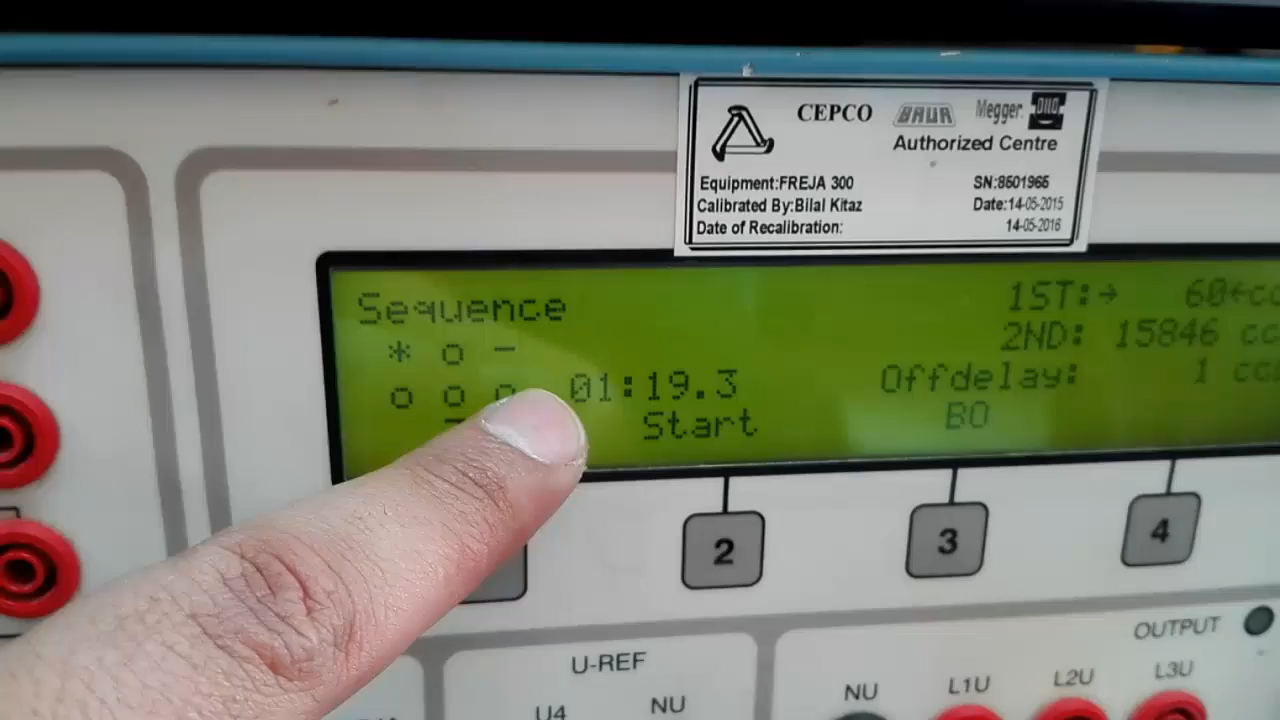 CEPCO BAUR Megger.
Authorized Centre
Equipment:FREJA 300 SN:8501965
Calibrated By:Bilal Kitaz Date:14-05-2015
Date of Recalibration: 14-05-2016
Sequence 1ST:→ 60←
* o - 2ND: 15846
o o o 01:19.3 Offdelay: 1
Start BO
2 3 4
OUTPUT
U-REF
U4 NU NU L1U L2U L3U